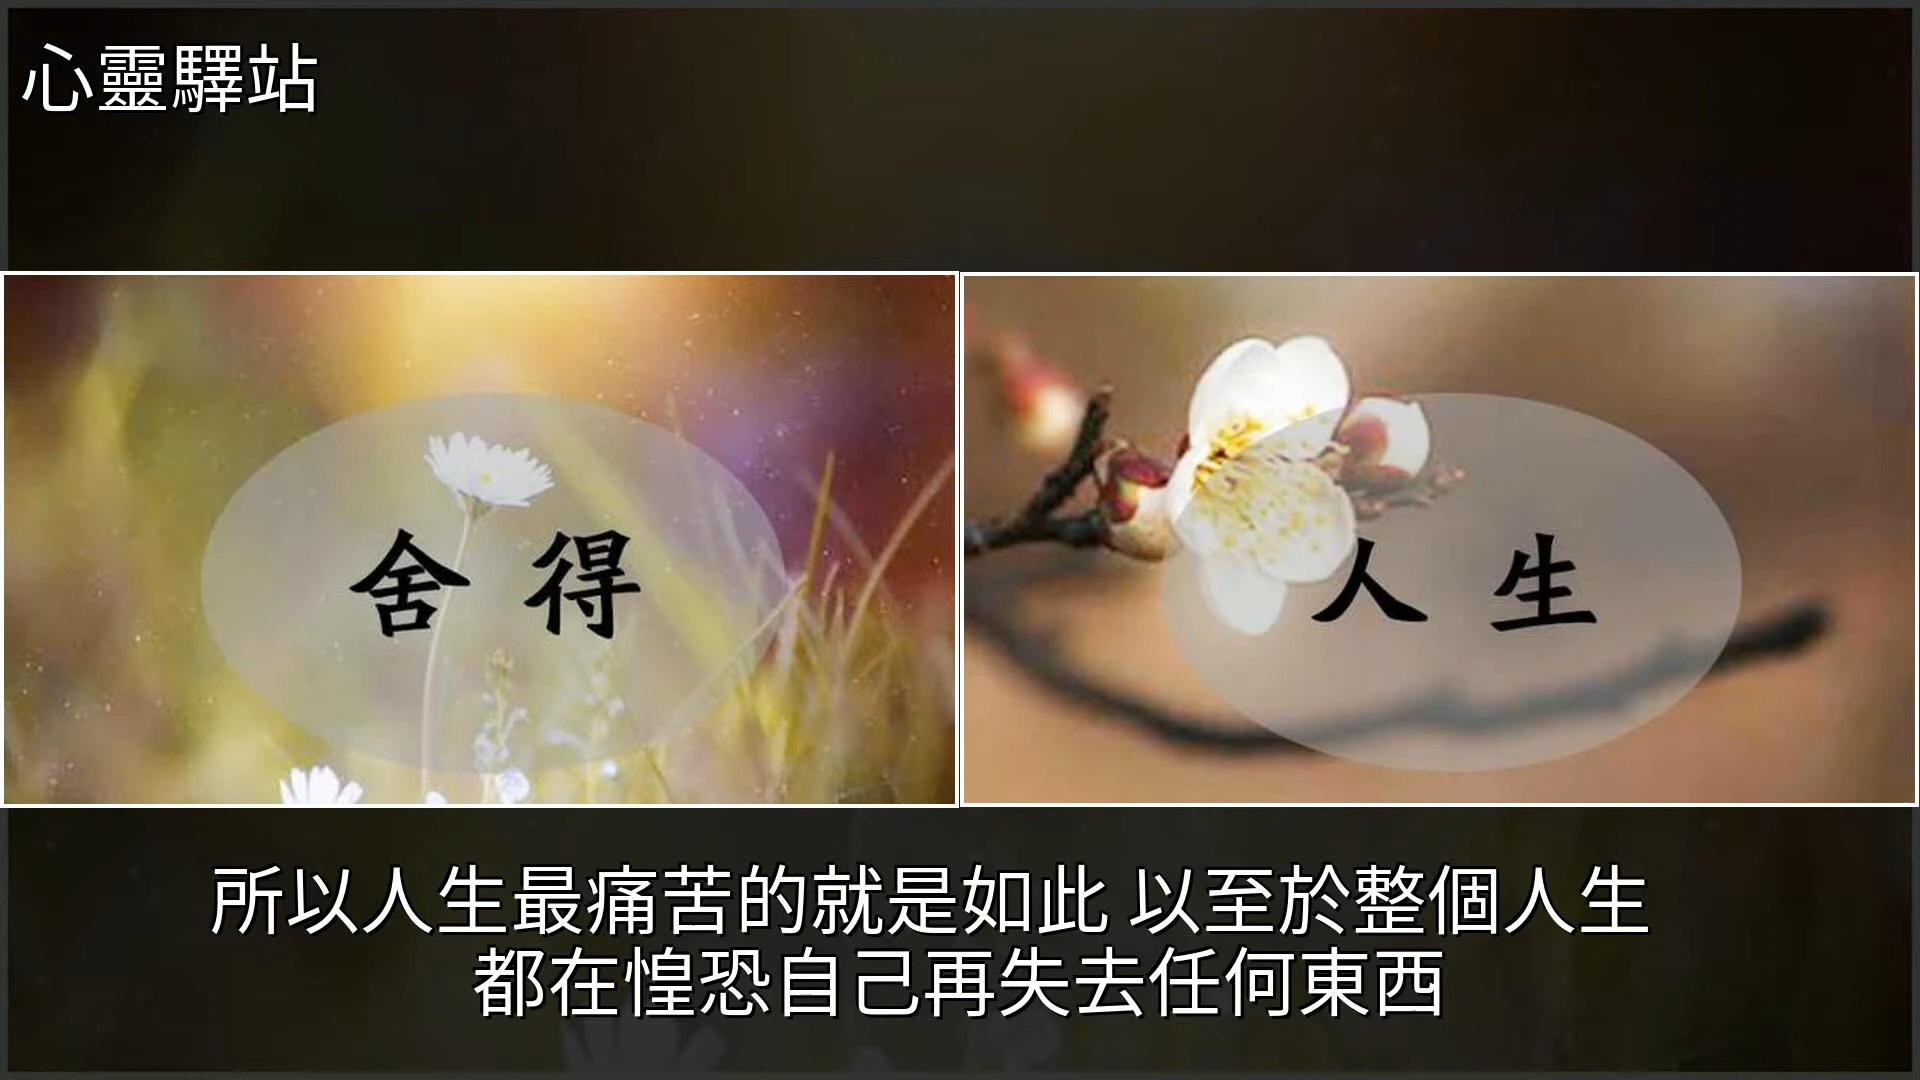 心靈驛站
舍得
人生
所以人生最痛苦的就是如此 以至於整個人生
都在惶恐自己再失去任何東西